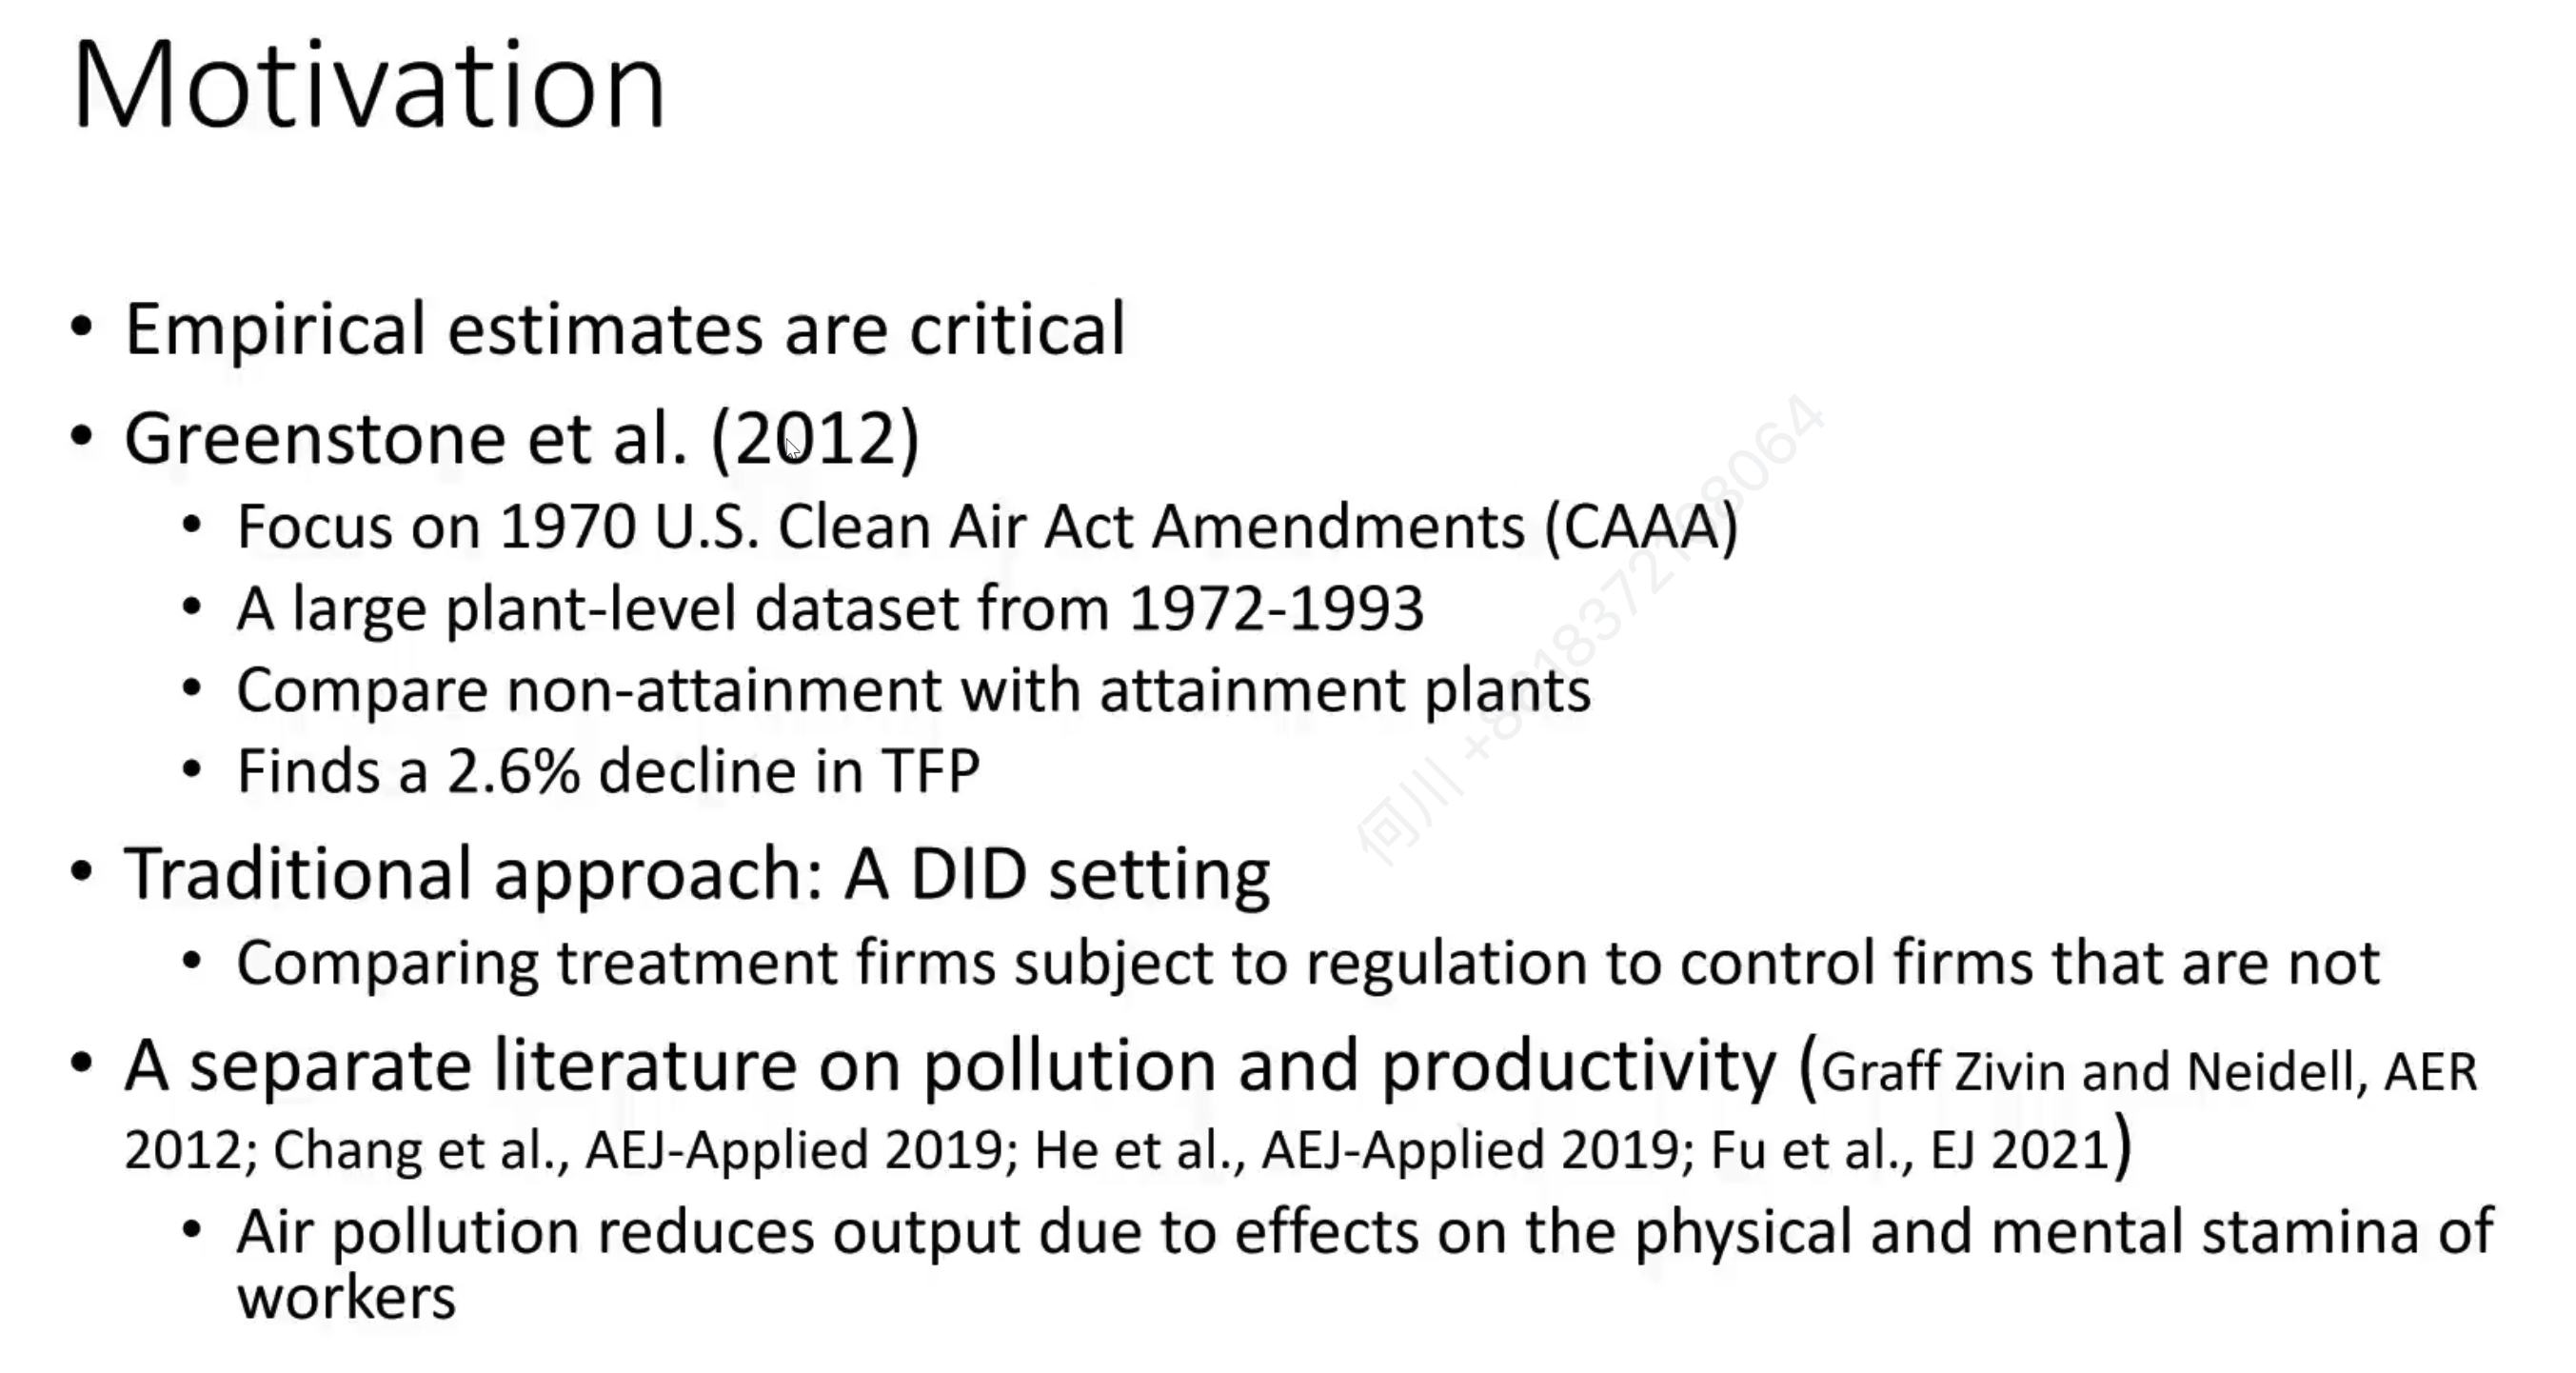 Motivation
• Empirical estimates are critical
• Greenstone et al. (2012)
• Focus on 1970 U.S. Clean Air Act Amendments (CAAA)
• A large plant-level dataset from 1972-1993
• Compare non-attainment with attainment plants
• Finds a 2.6% decline in TFP
• Traditional approach: A DID setting
• Comparing treatment firms subject to regulation to control firms that are not
• A separate literature on pollution and productivity (Graff Zivin and Neidell, AER
2012; Chang et al., AEJ-Applied 2019; He et al., AEJ-Applied 2019; Fu et al., EJ 2021)
• Air pollution reduces output due to effects on the physical and mental stamina of
workers
何川